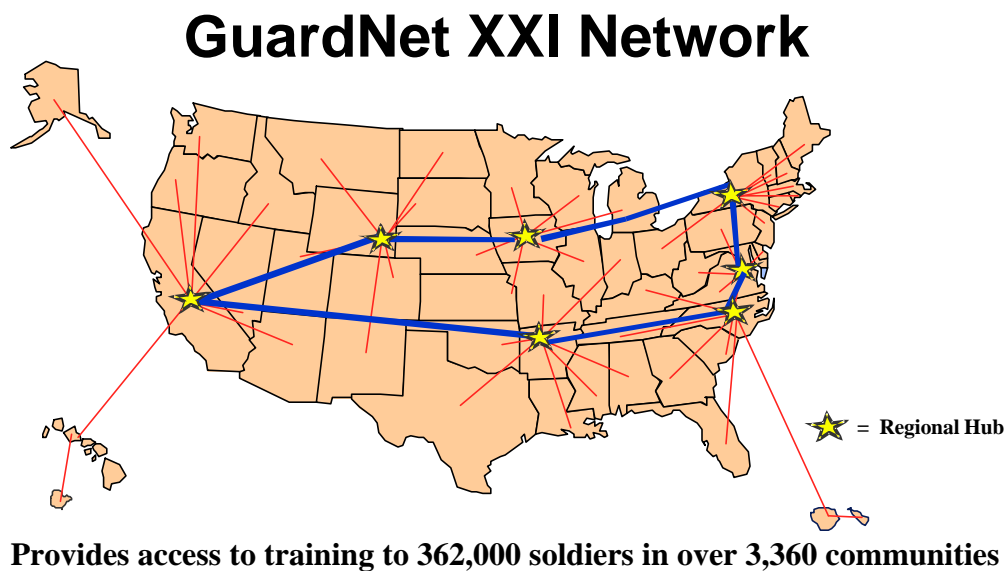 GuardNet XXI Network
= Regional Hub
Provides access to training to 362,000 soldiers in over 3,360 communities